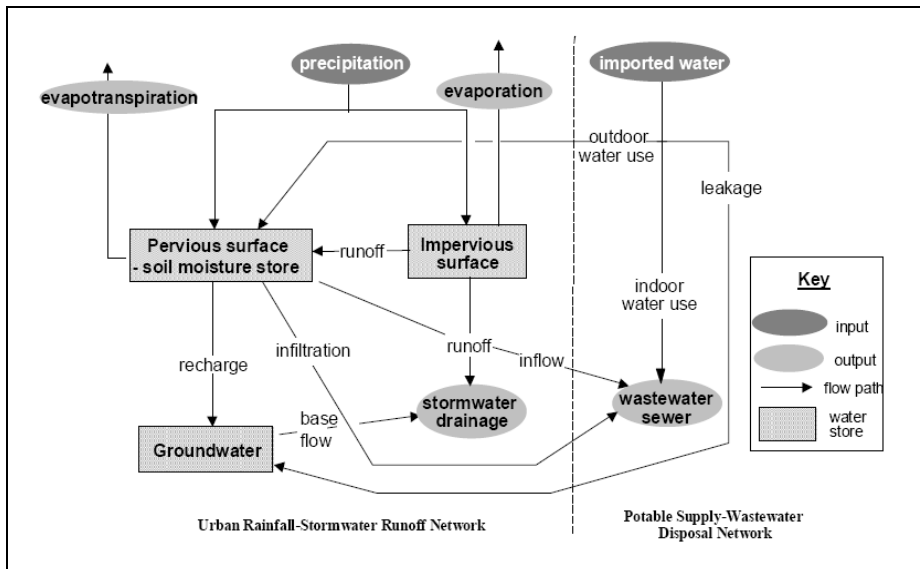 precipitation
imported water
evapotranspiration
evaporation
outdoor
water use
leakage
Pervious surface
- soil moisture store
runoff
Impervious
surface
Key
indoor
water use
input
output
flow path
water
store
recharge
infiltration
runoff
inflow
base
flow
stormwater
drainage
wastewater
sewer
Groundwater
Urban Rainfall-Stormwater Runoff Network
Potable Supply-Wastewater
Disposal Network